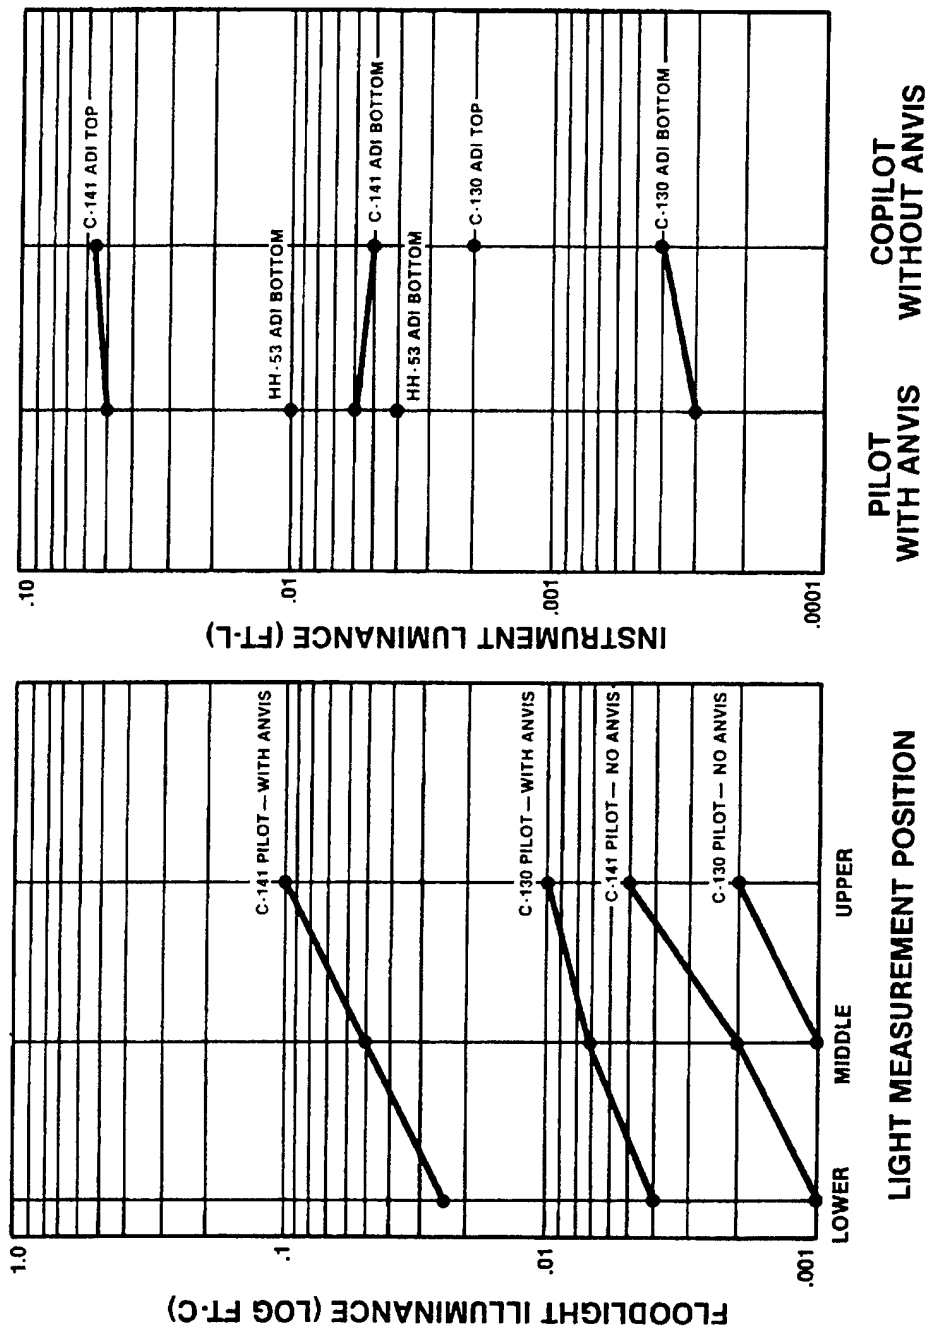 FLOODLIGHT ILLUMINANCE (LOG FT-C)
1.0
.1
.01
.001
C-141 PILOT — WITH ANVIS
C-130 PILOT — WITH ANVIS
C-141 PILOT — NO ANVIS
C-130 PILOT — NO ANVIS
LOWER
MIDDLE
UPPER
LIGHT MEASUREMENT POSITION
INSTRUMENT LUMINANCE (FT-L)
.10
.01
.001
.0001
C-141 ADI TOP
HH-53 ADI BOTTOM
C-141 ADI BOTTOM
HH-53 ADI BOTTOM
C-130 ADI TOP
C-130 ADI BOTTOM
PILOT
WITH ANVIS
COPILOT
WITHOUT ANVIS